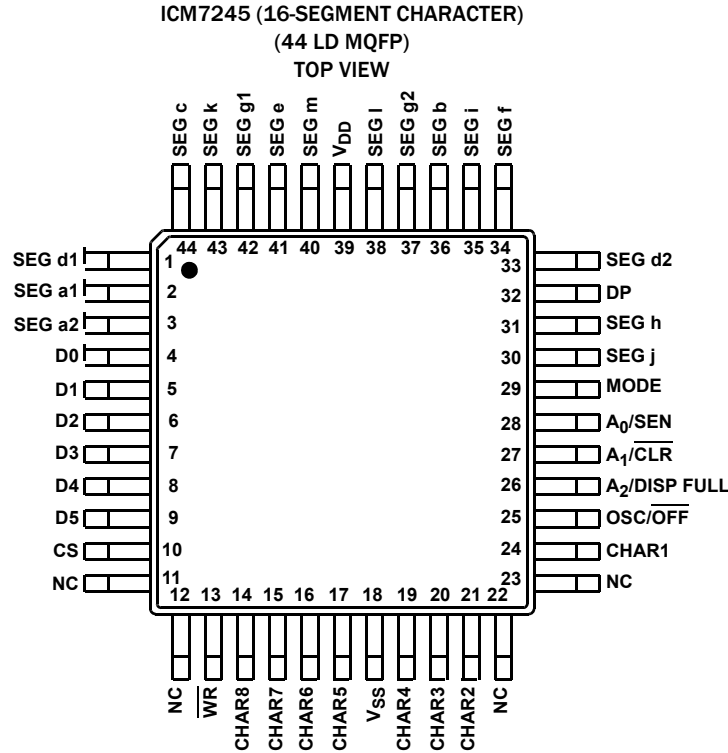 ICM7245 (16-SEGMENT CHARACTER)
(44 LD MQFP)
TOP VIEW
SEG c
SEG k
SEG g1
SEG e
SEG m
VDD
SEG l
SEG g2
SEG b
SEG i
SEG f
44 43 42 41 40 39 38 37 36 35 34
SEG d1 1
SEG a1 2
SEG a2 3
D0 4
D1 5
D2 6
D3 7
D4 8
D5 9
CS 10
NC 11
33 SEG d2
32 DP
31 SEG h
30 SEG j
29 MODE
28 A0/SEN
27 A1/C̅L̅R̅
26 A2/DISP FULL
25 OSC/O̅F̅F̅
24 CHAR1
23 NC
12 13 14 15 16 17 18 19 20 21 22
NC
W̅R̅
CHAR8
CHAR7
CHAR6
CHAR5
VSS
CHAR4
CHAR3
CHAR2
NC